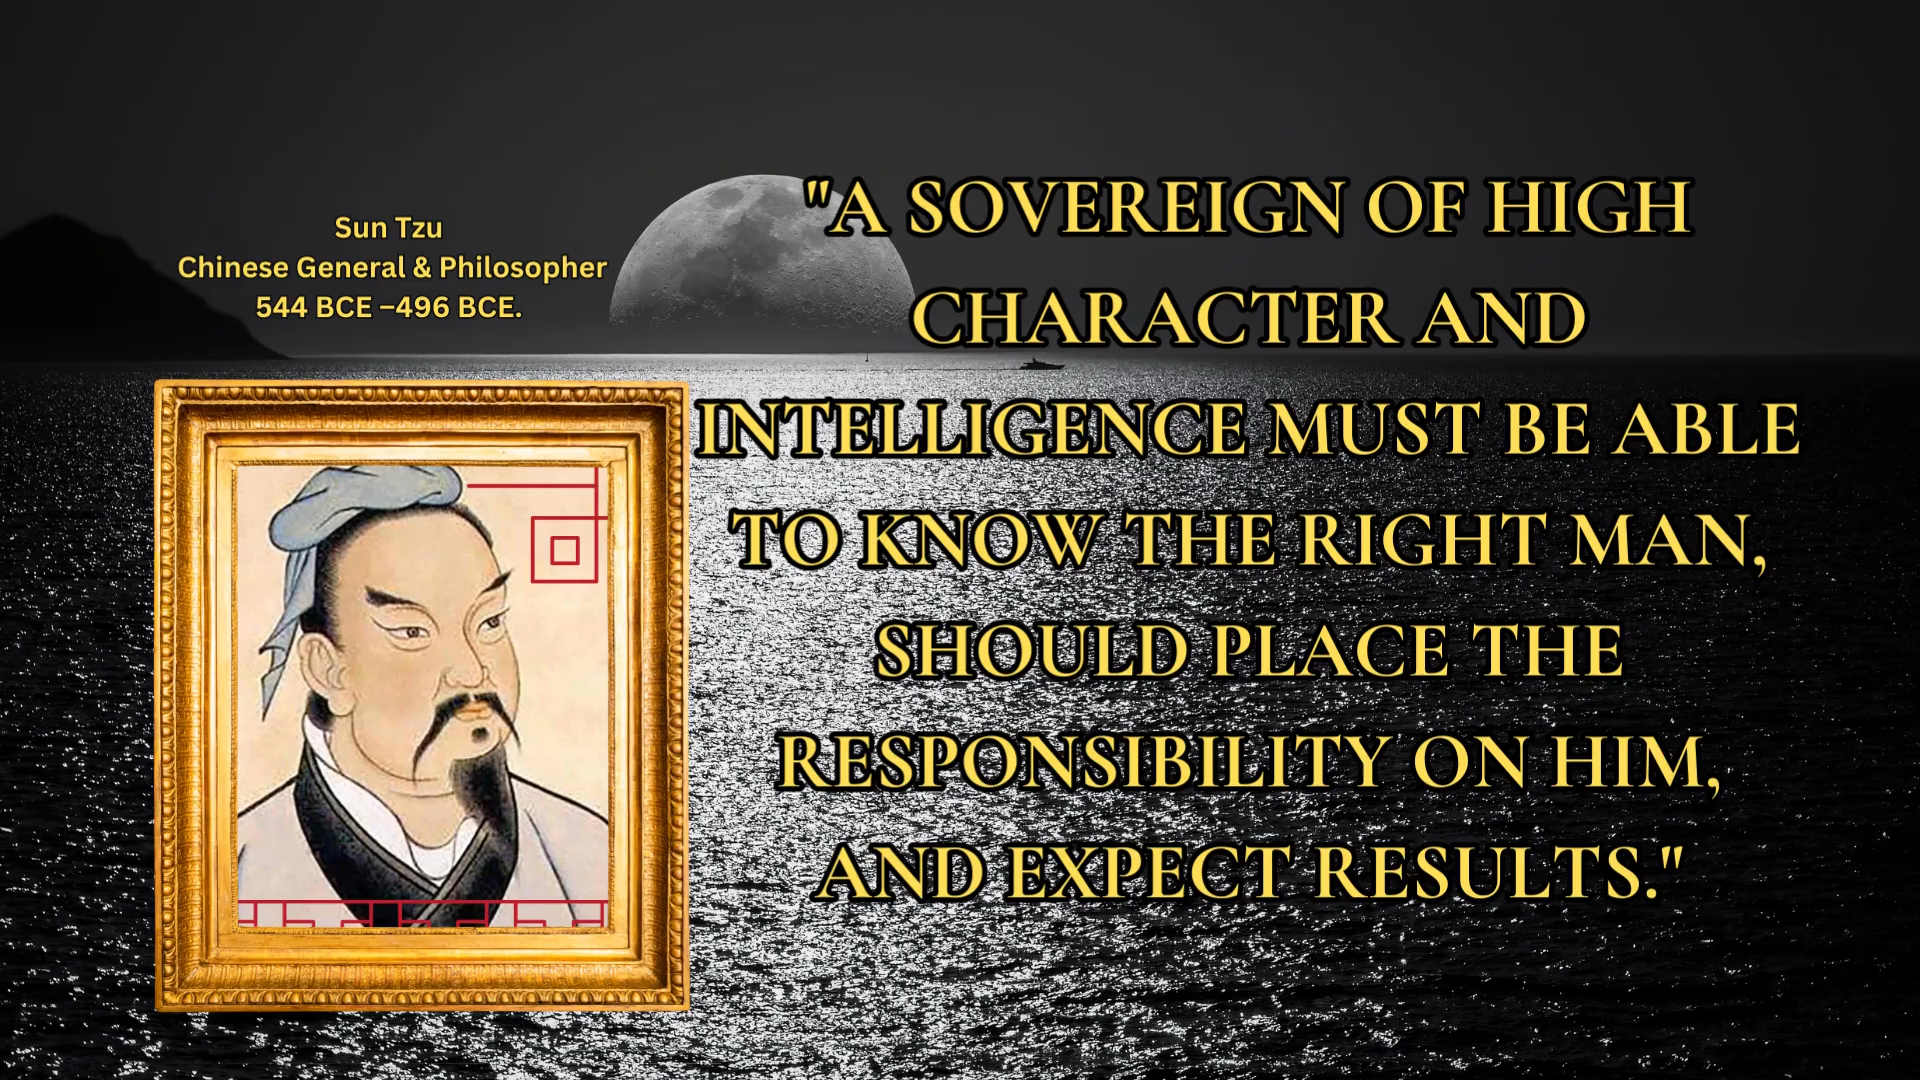 Sun Tzu
Chinese General & Philosopher
544 BCE –496 BCE.
"A SOVEREIGN OF HIGH
CHARACTER AND
INTELLIGENCE MUST BE ABLE
TO KNOW THE RIGHT MAN,
SHOULD PLACE THE
RESPONSIBILITY ON HIM,
AND EXPECT RESULTS."